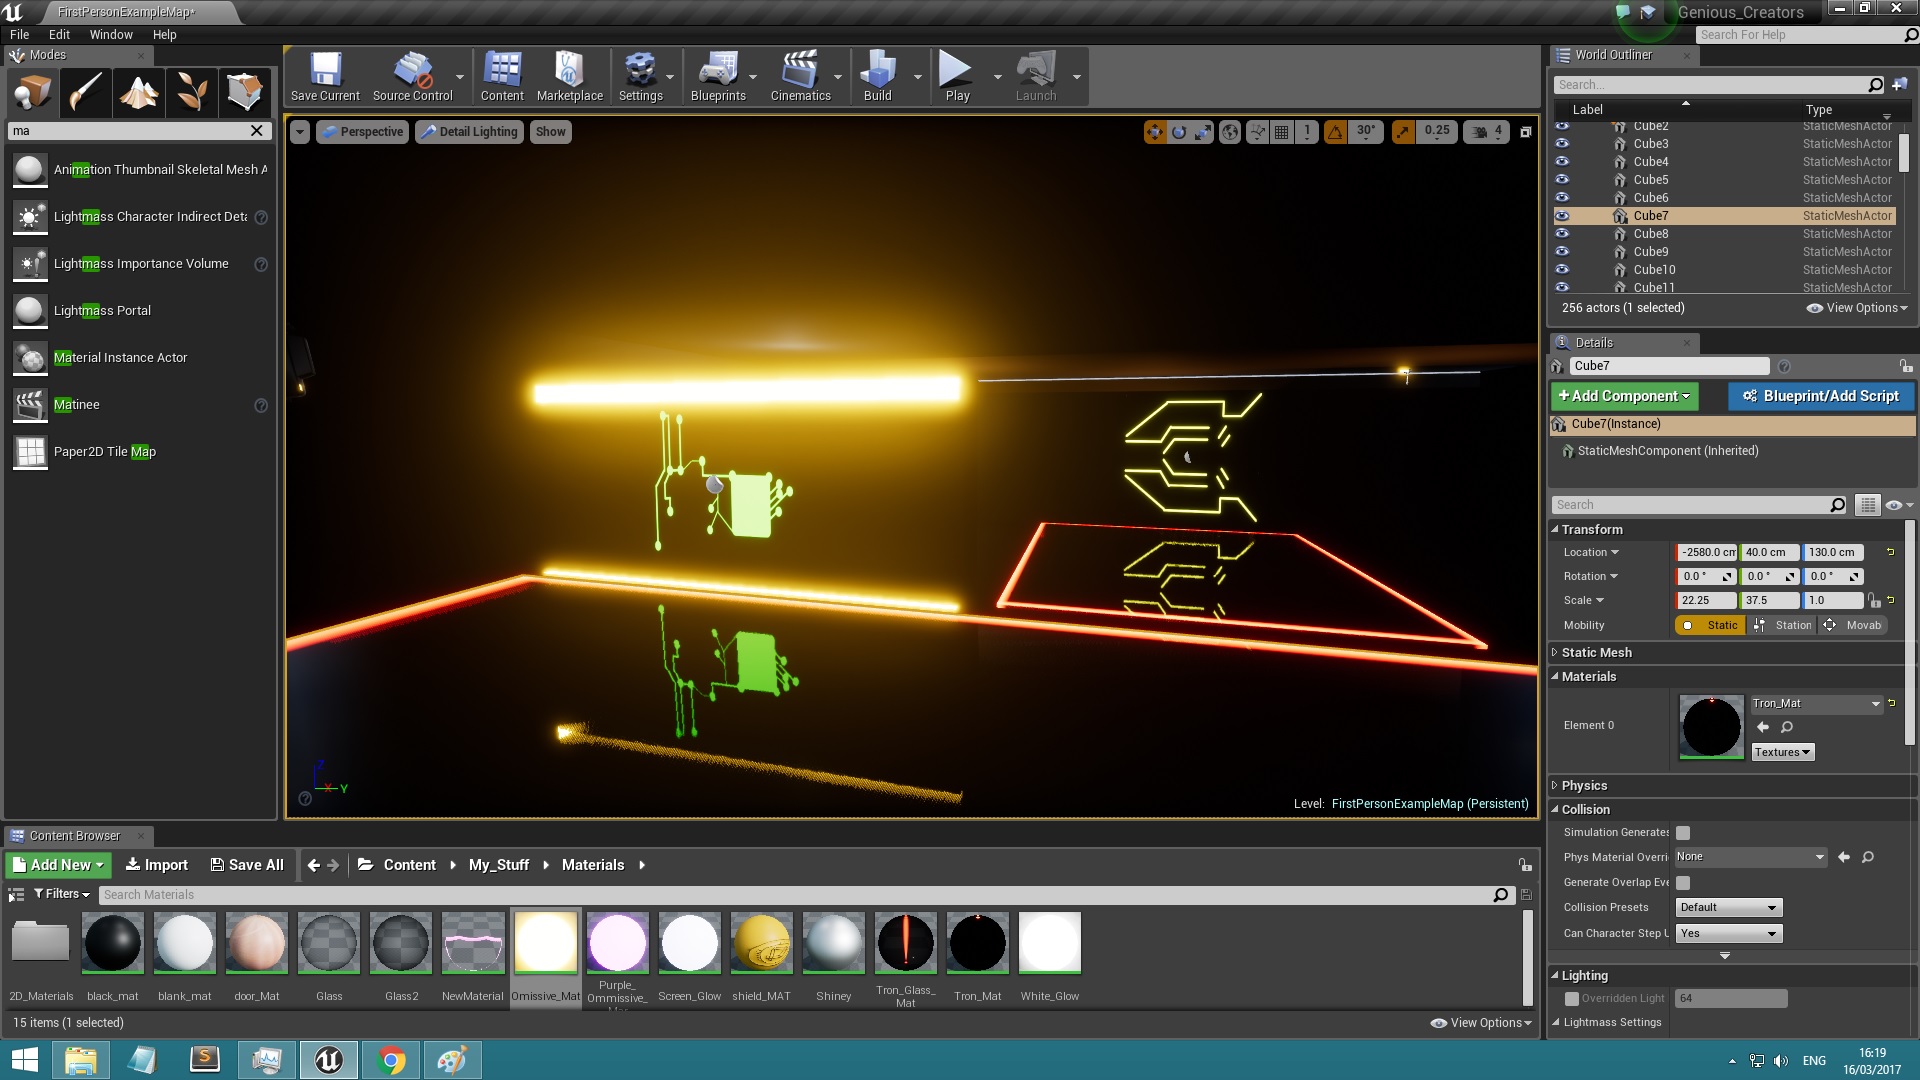 FirstPersonExampleMap*
Genious_Creators
File Edit Window Help
Search For Help
Modes
ma
Animation Thumbnail Skeletal Mesh A
Lightmass Character Indirect Deta
Lightmass Importance Volume
Lightmass Portal
Material Instance Actor
Matinee
Paper2D Tile Map
Save Current
Source Control
Content
Marketplace
Settings
Blueprints
Cinematics
Build
Play
Launch
Perspective
Detail Lighting
Show
1
30°
0.25
4
Z
X
Y
Level: FirstPersonExampleMap (Persistent)
World Outliner
Search...
Label Type
Cube2 StaticMeshActor
Cube3 StaticMeshActor
Cube4 StaticMeshActor
Cube5 StaticMeshActor
Cube6 StaticMeshActor
Cube7 StaticMeshActor
Cube8 StaticMeshActor
Cube9 StaticMeshActor
Cube10 StaticMeshActor
Cube11 StaticMeshActor
256 actors (1 selected)
View Options
Details
Cube7
+Add Component
Blueprint/Add Script
Cube7(Instance)
StaticMeshComponent (Inherited)
Search
Transform
Location -2580.0 cm 40.0 cm 130.0 cm
Rotation 0.0 ° 0.0 ° 0.0 °
Scale 22.25 37.5 1.0
Mobility Static Station Movab
Static Mesh
Materials
Element 0
Tron_Mat
Textures
Physics
Collision
Simulation Generates
Phys Material Overri None
Generate Overlap Eve
Collision Presets Default
Can Character Step U Yes
Lighting
Overridden Light 64
Lightmass Settings
Content Browser
Add New Import Save All Content My_Stuff Materials
Filters
Search Materials
2D_Materials
black_mat
blank_mat
door_Mat
Glass
Glass2
NewMaterial
Omissive_Mat
Purple_
Ommissive_
Screen_Glow
shield_MAT
Shiney
Tron_Glass_
Mat
Tron_Mat
White_Glow
15 items (1 selected)
View Options
ENG
16:19
16/03/2017